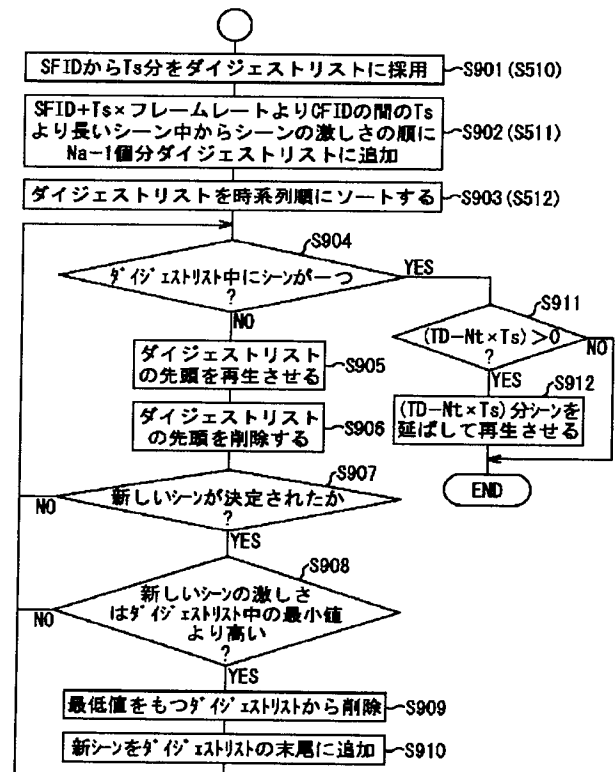 SFIDからTs分をダイジェストリストに採用
S901(S510)
SFID+Ts×フレームレートよりCFIDの間のTs
より長いシーン中からシーンの激しさの順に
Na-1個分ダイジェストリストに追加
S902(S511)
ダイジェストリストを時系列順にソートする
S903(S512)
S904
ダイジェストリスト中にシーンが一つ
?
YES
NO
S911
(TD-Nt×Ts)>0
?
NO
YES
S912
(TD-Nt×Ts)分シーンを
延ばして再生させる
END
ダイジェストリスト
の先頭を再生させる
S905
ダイジェストリスト
の先頭を削除する
S906
S907
新しいシーンが決定されたか
?
NO
YES
S908
新しいシーンの激しさ
はダイジェストリスト中の最小値
より高い
?
NO
YES
最低値をもつダイジェストリストから削除
S909
新シーンをダイジェストリストの末尾に追加
S910